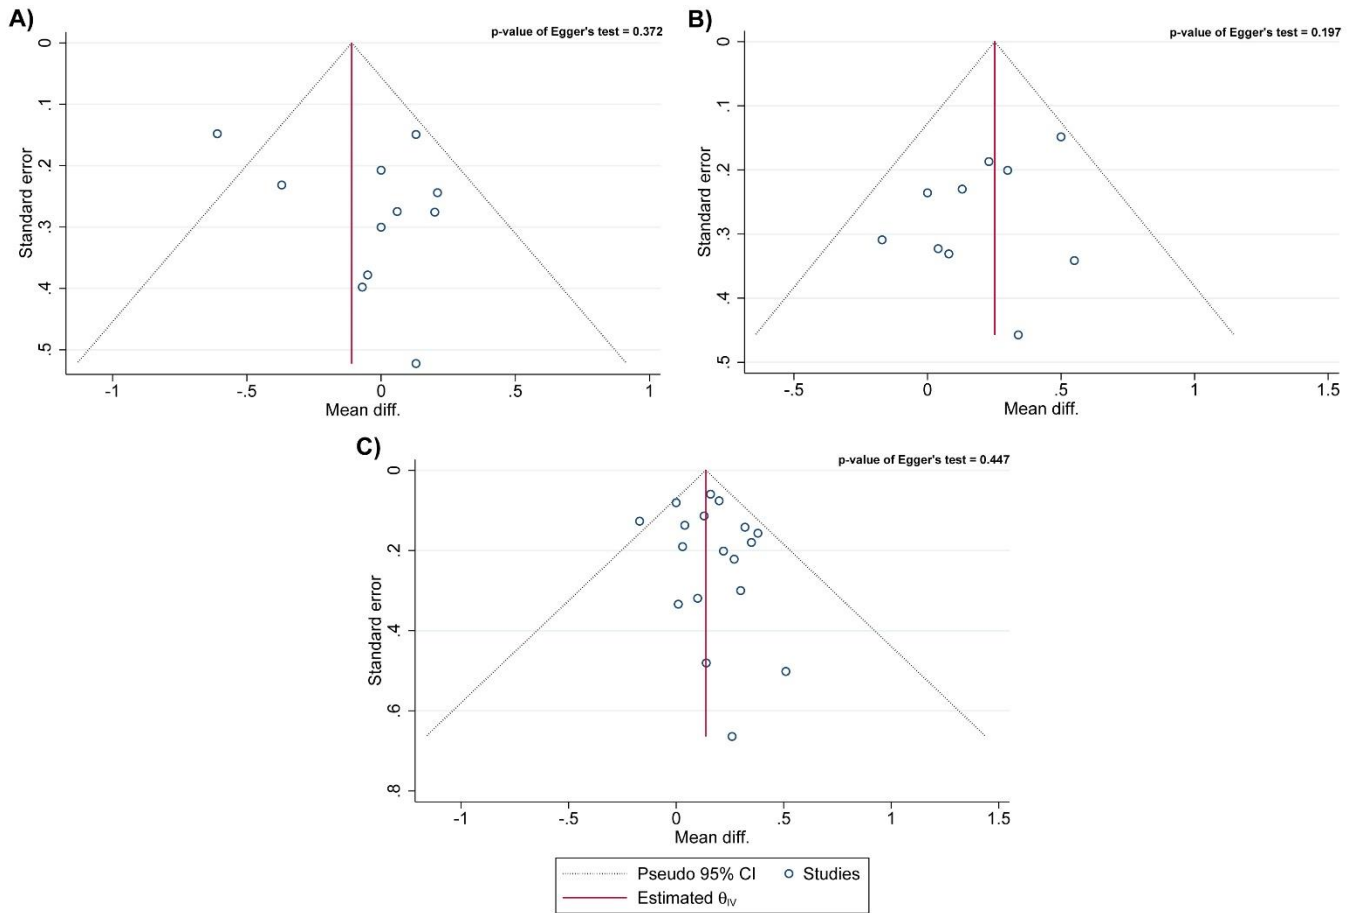 A)
p-value of Egger's test = 0.372
0
.1
.2
.3
.4
.5
Standard error
-1
-.5
0
.5
1
Mean diff.
B)
p-value of Egger's test = 0.197
0
.1
.2
.3
.4
.5
Standard error
-.5
0
.5
1
1.5
Mean diff.
C)
p-value of Egger's test = 0.447
0
.2
.4
.6
.8
Standard error
-1
-.5
0
.5
1
1.5
Mean diff.
Pseudo 95% CI
Studies
Estimated θIV